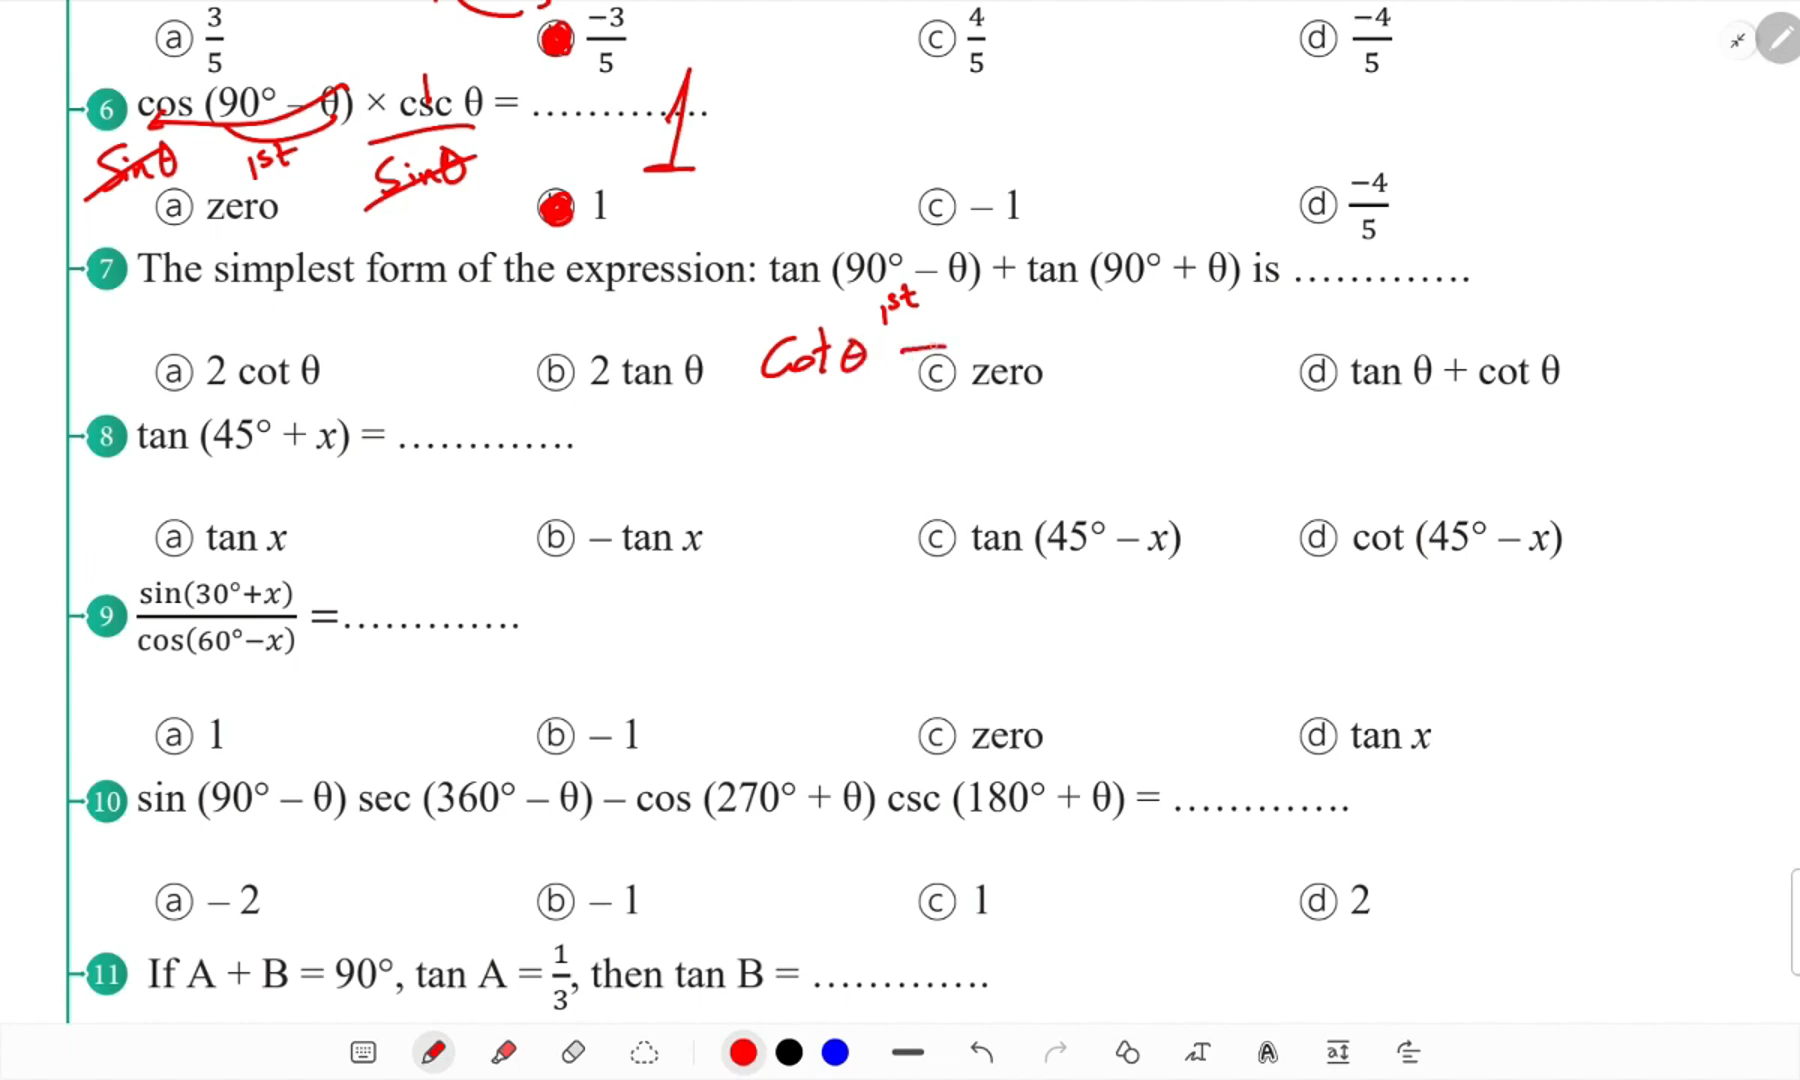 ⓐ 3/5 −3/5 ⓒ 4/5 ⓓ −4/5
6 cos (90° – θ) × csc θ = ............. 1
1
Sinθ 1st Sinθ
ⓐ zero 1 ⓒ – 1 ⓓ −4/5
7 The simplest form of the expression: tan (90° – θ) + tan (90° + θ) is .............
1st
Cot θ –
ⓐ 2 cot θ ⓑ 2 tan θ ⓒ zero ⓓ tan θ + cot θ
8 tan (45° + x) = .............
ⓐ tan x ⓑ – tan x ⓒ tan (45° – x) ⓓ cot (45° – x)
9 sin(30°+x)/cos(60°−x) = .............
ⓐ 1 ⓑ – 1 ⓒ zero ⓓ tan x
10 sin (90° – θ) sec (360° – θ) – cos (270° + θ) csc (180° + θ) = .............
ⓐ – 2 ⓑ – 1 ⓒ 1 ⓓ 2
11 If A + B = 90°, tan A = 1/3, then tan B = .............